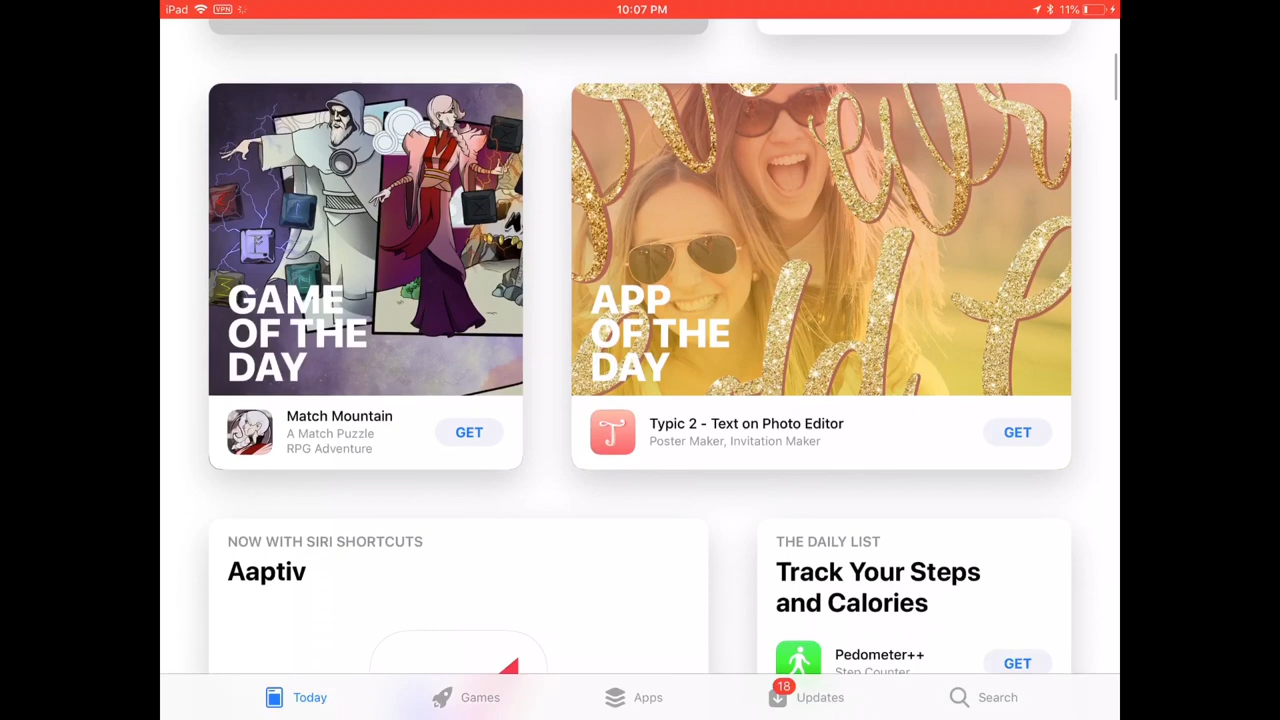 iPad VPN 10:07 PM 11%
GAME
OF THE
DAY
Match Mountain
A Match Puzzle
RPG Adventure
GET
APP
OF THE
DAY
Typic 2 - Text on Photo Editor
Poster Maker, Invitation Maker
GET
NOW WITH SIRI SHORTCUTS
Aaptiv
THE DAILY LIST
Track Your Steps
and Calories
Pedometer++
Step Counter
GET
Today Games Apps 18 Updates Search